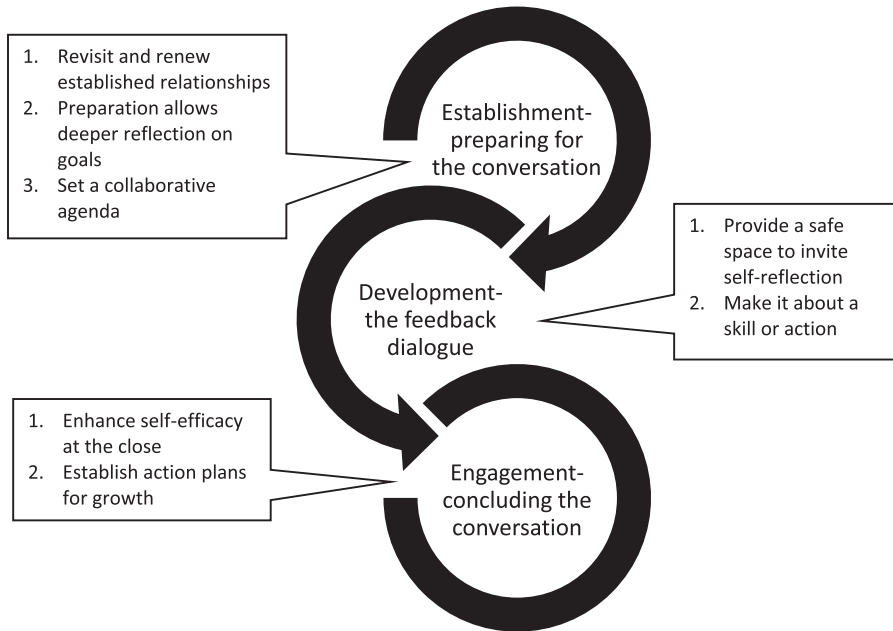 1. Revisit and renew
established relationships
2. Preparation allows
deeper reflection on
goals
3. Set a collaborative
agenda
Establishment-
preparing for
the conversation
1. Provide a safe
space to invite
self-reflection
2. Make it about a
skill or action
Development-
the feedback
dialogue
1. Enhance self-efficacy
at the close
2. Establish action plans
for growth
Engagement-
concluding the
conversation